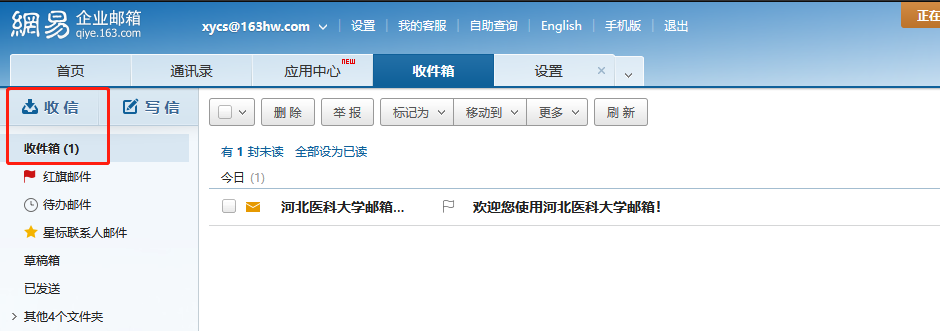 網易 企业邮箱 qiye.163.com
xycs@163hw.com 设置 我的客服 自助查询 English 手机版 退出
正在
首页 通讯录 应用中心 NEW 收件箱 设置 ×
收信 写信
删除 举报 标记为 移动到 更多 刷新
收件箱 (1)
有 1 封未读 全部设为已读
红旗邮件
今日 (1)
待办邮件
河北医科大学邮箱... 欢迎您使用河北医科大学邮箱!
星标联系人邮件
草稿箱
已发送
其他4个文件夹